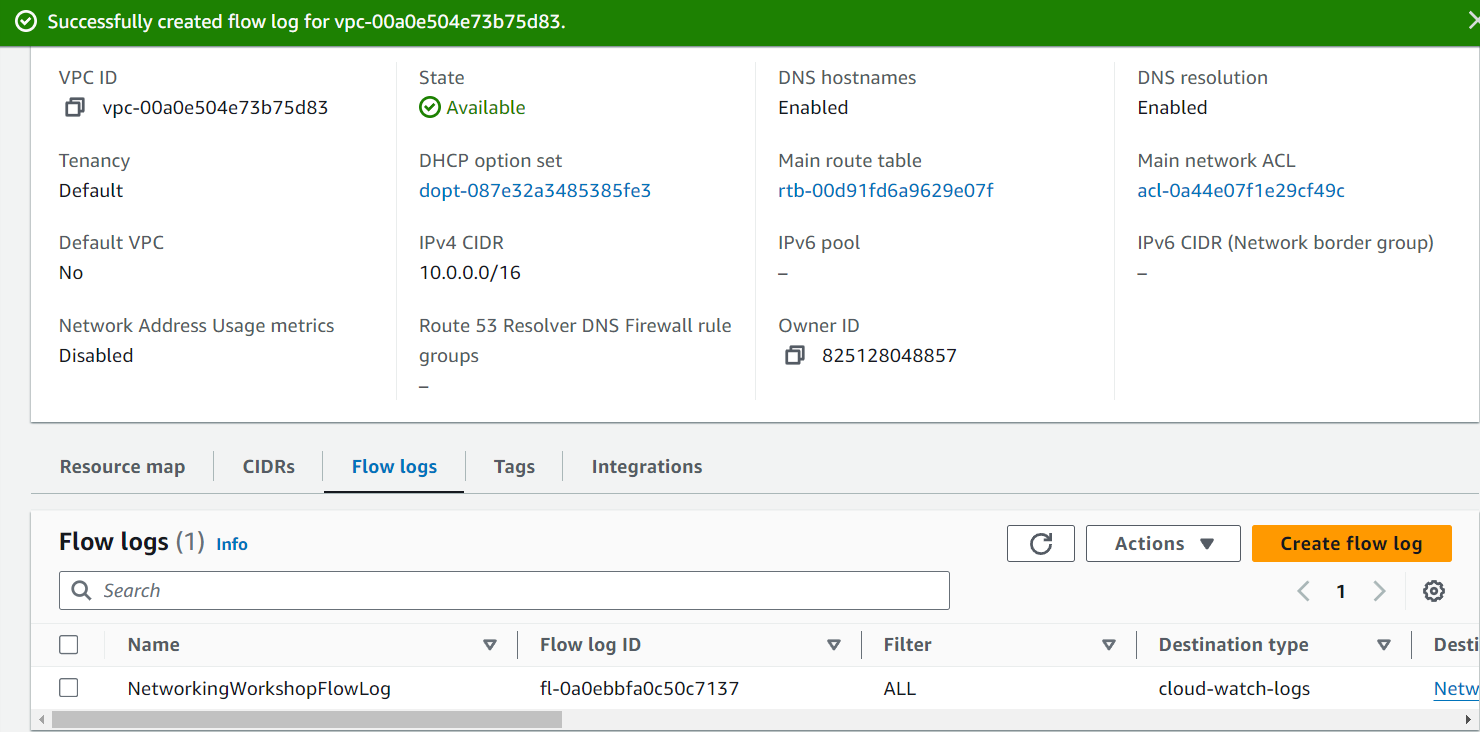 Successfully created flow log for vpc-00a0e504e73b75d83.
VPC ID
vpc-00a0e504e73b75d83
State
Available
DNS hostnames
Enabled
DNS resolution
Enabled
Tenancy
Default
DHCP option set
dopt-087e32a3485385fe3
Main route table
rtb-00d91fd6a9629e07f
Main network ACL
acl-0a44e07f1e29cf49c
Default VPC
No
IPv4 CIDR
10.0.0.0/16
IPv6 pool
–
IPv6 CIDR (Network border group)
–
Network Address Usage metrics
Disabled
Route 53 Resolver DNS Firewall rule
groups
–
Owner ID
825128048857
Resource map
CIDRs
Flow logs
Tags
Integrations
Flow logs (1) Info
Actions
Create flow log
Search
1
Name
Flow log ID
Filter
Destination type
Desti
NetworkingWorkshopFlowLog
fl-0a0ebbfa0c50c7137
ALL
cloud-watch-logs
Netw